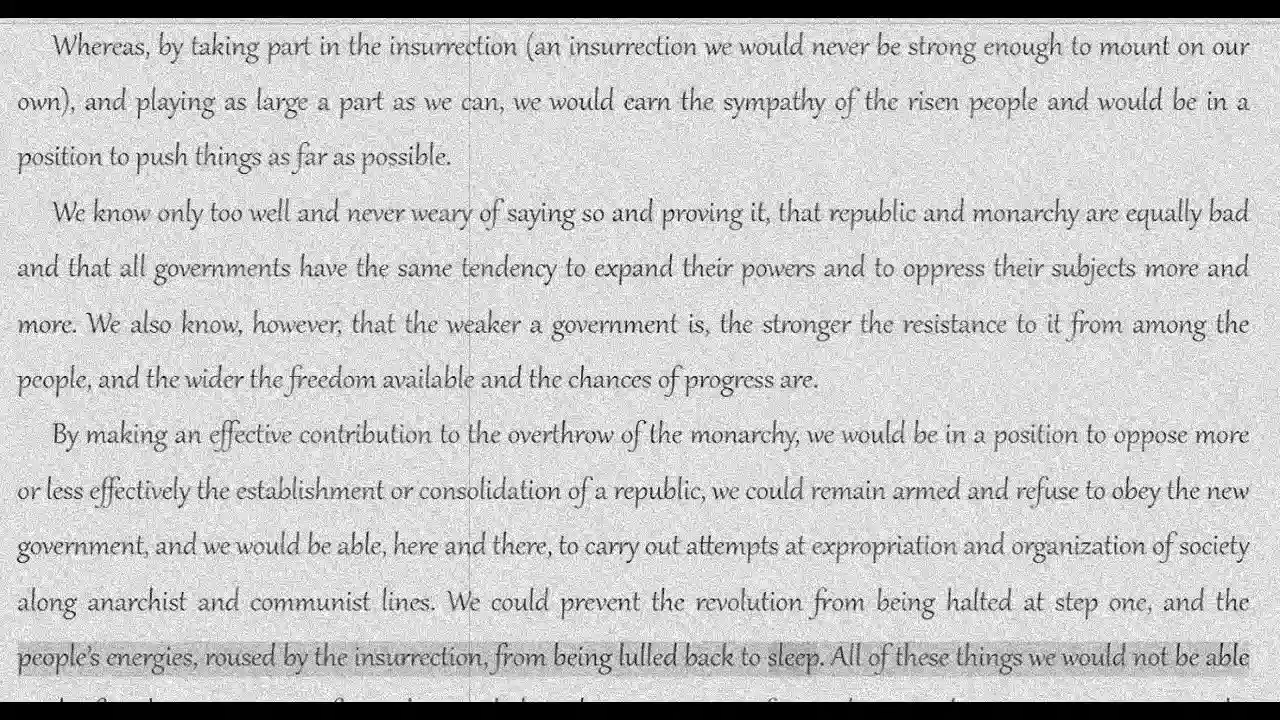 Whereas, by taking part in the insurrection (an insurrection we would never be strong enough to mount on our
own), and playing as large a part as we can, we would earn the sympathy of the risen people and would be in a
position to push things as far as possible.
We know only too well and never weary of saying so and proving it, that republic and monarchy are equally bad
and that all governments have the same tendency to expand their powers and to oppress their subjects more and
more. We also know, however, that the weaker a government is, the stronger the resistance to it from among the
people, and the wider the freedom available and the chances of progress are.
By making an effective contribution to the overthrow of the monarchy, we would be in a position to oppose more
or less effectively the establishment or consolidation of a republic, we could remain armed and refuse to obey the new
government, and we would be able, here and there, to carry out attempts at expropriation and organization of society
along anarchist and communist lines. We could prevent the revolution from being halted at step one, and the
people's energies, roused by the insurrection, from being lulled back to sleep. All of these things we would not be able